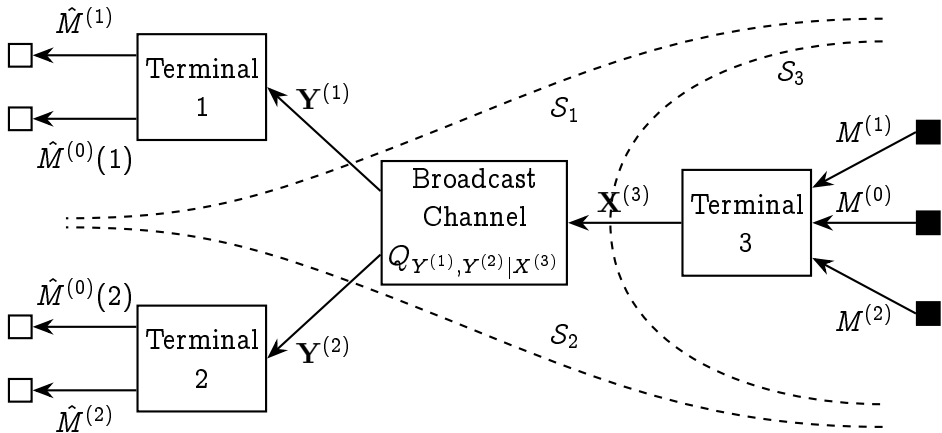 M̂^(1)
Terminal
1
M̂^(0)(1)
Y^(1)
S_1
S_3
Broadcast
Channel
Q_{Y^(1),Y^(2)|X^(3)}
X^(3)
Terminal
3
M^(1)
M^(0)
M^(2)
M̂^(0)(2)
Terminal
2
M̂^(2)
Y^(2)
S_2